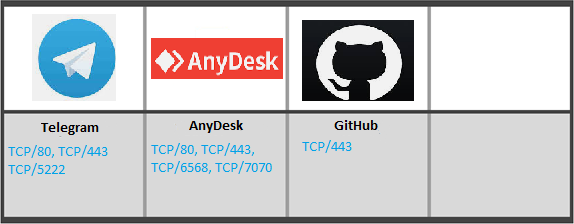 AnyDesk
Telegram
TCP/80, TCP/443
TCP/5222
AnyDesk
TCP/80, TCP/443,
TCP/6568, TCP/7070
GitHub
TCP/443